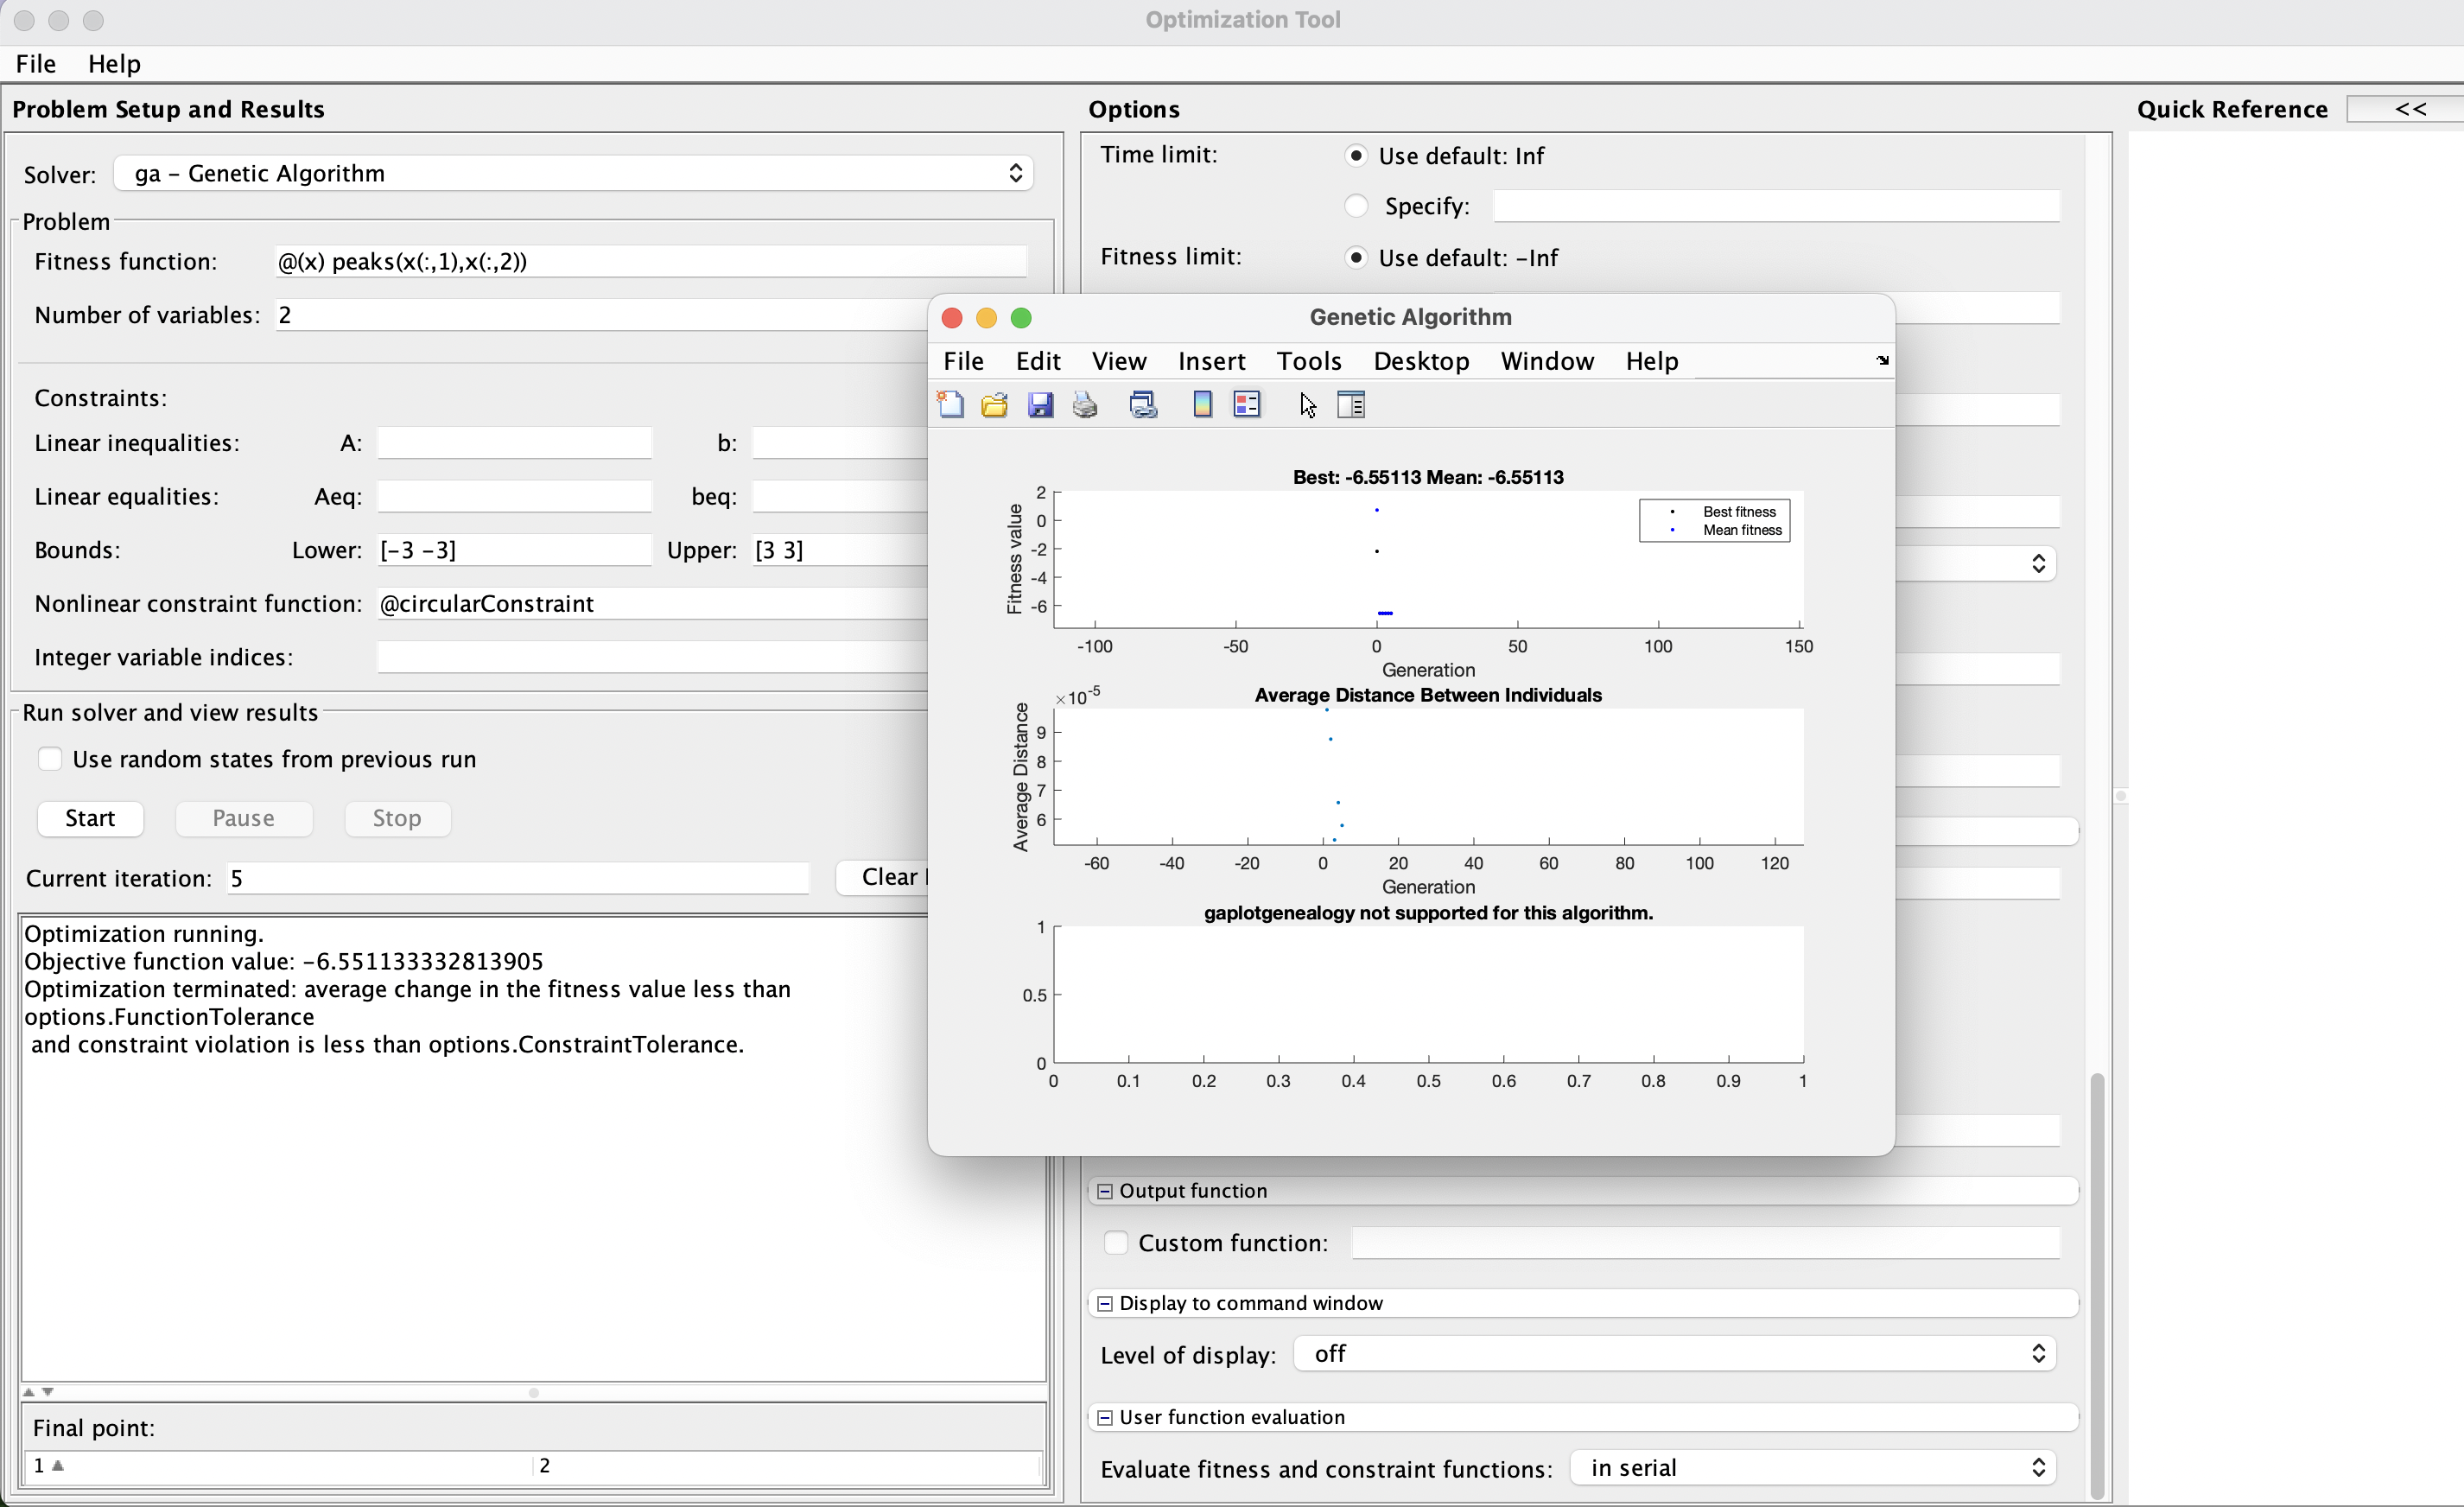 Optimization Tool
File Help
Problem Setup and Results
Solver: ga - Genetic Algorithm
Problem
Fitness function: @(x) peaks(x(:,1),x(:,2))
Number of variables: 2
Constraints:
Linear inequalities: A: b:
Linear equalities: Aeq: beq:
Bounds: Lower: [-3 -3] Upper: [3 3]
Nonlinear constraint function: @circularConstraint
Integer variable indices:
Run solver and view results
Use random states from previous run
Start Pause Stop
Current iteration: 5 Clear
Optimization running.
Objective function value: -6.551133332813905
Optimization terminated: average change in the fitness value less than
options.FunctionTolerance
and constraint violation is less than options.ConstraintTolerance.
Final point:
1 2
Options
Time limit: Use default: Inf
Specify:
Fitness limit: Use default: -Inf
Genetic Algorithm
File Edit View Insert Tools Desktop Window Help
Best: -6.55113 Mean: -6.55113
Fitness value
2
0
-2
-4
-6
Best fitness
Mean fitness
-100 -50 0 50 100 150
Generation
×10-5
Average Distance Between Individuals
Average Distance
9
8
7
6
-60 -40 -20 0 20 40 60 80 100 120
Generation
gaplotgenealogy not supported for this algorithm.
1
0.5
0
0 0.1 0.2 0.3 0.4 0.5 0.6 0.7 0.8 0.9 1
Output function
Custom function:
Display to command window
Level of display: off
User function evaluation
Evaluate fitness and constraint functions: in serial
Quick Reference <<